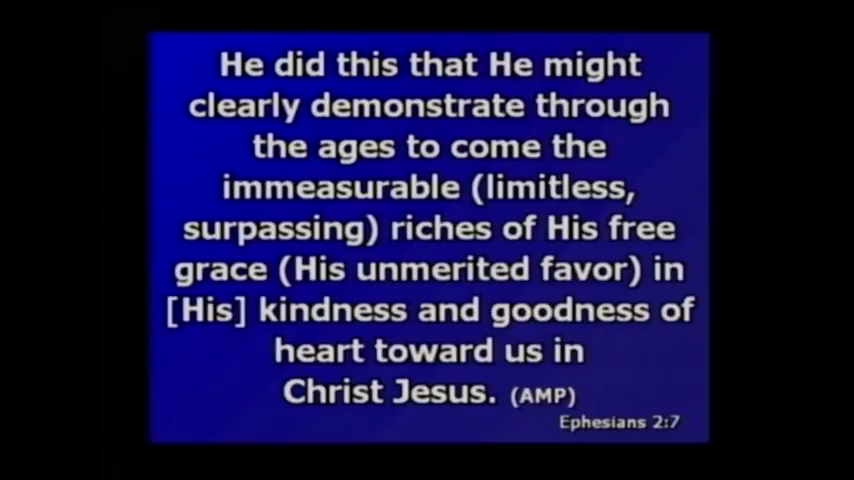 He did this that He might
clearly demonstrate through
the ages to come the
immeasurable (limitless,
surpassing) riches of His free
grace (His unmerited favor) in
[His] kindness and goodness of
heart toward us in
Christ Jesus. (AMP)
Ephesians 2:7